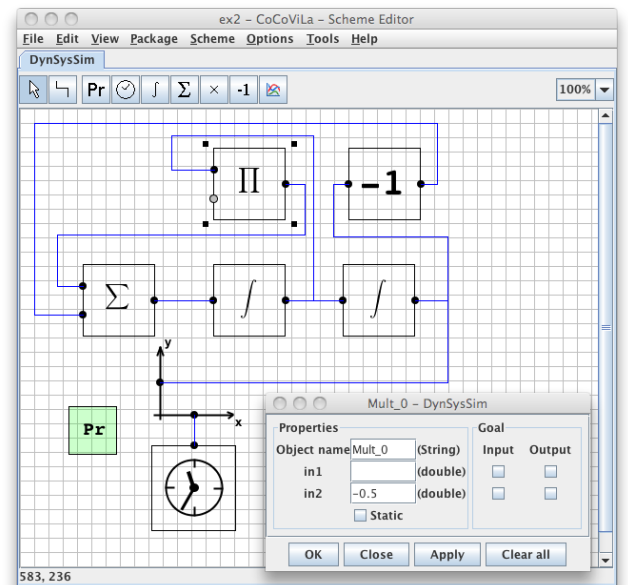 ex2 – CoCoViLa – Scheme Editor
File Edit View Package Scheme Options Tools Help
DynSysSim
Pr ∫ Σ × -1 100%
∏ -1
Σ ∫ ∫
y
x
Pr
Mult_0 – DynSysSim
Properties Goal
Object name Mult_0 (String) Input Output
in1 (double)
in2 -0.5 (double)
Static
OK Close Apply Clear all
583, 236